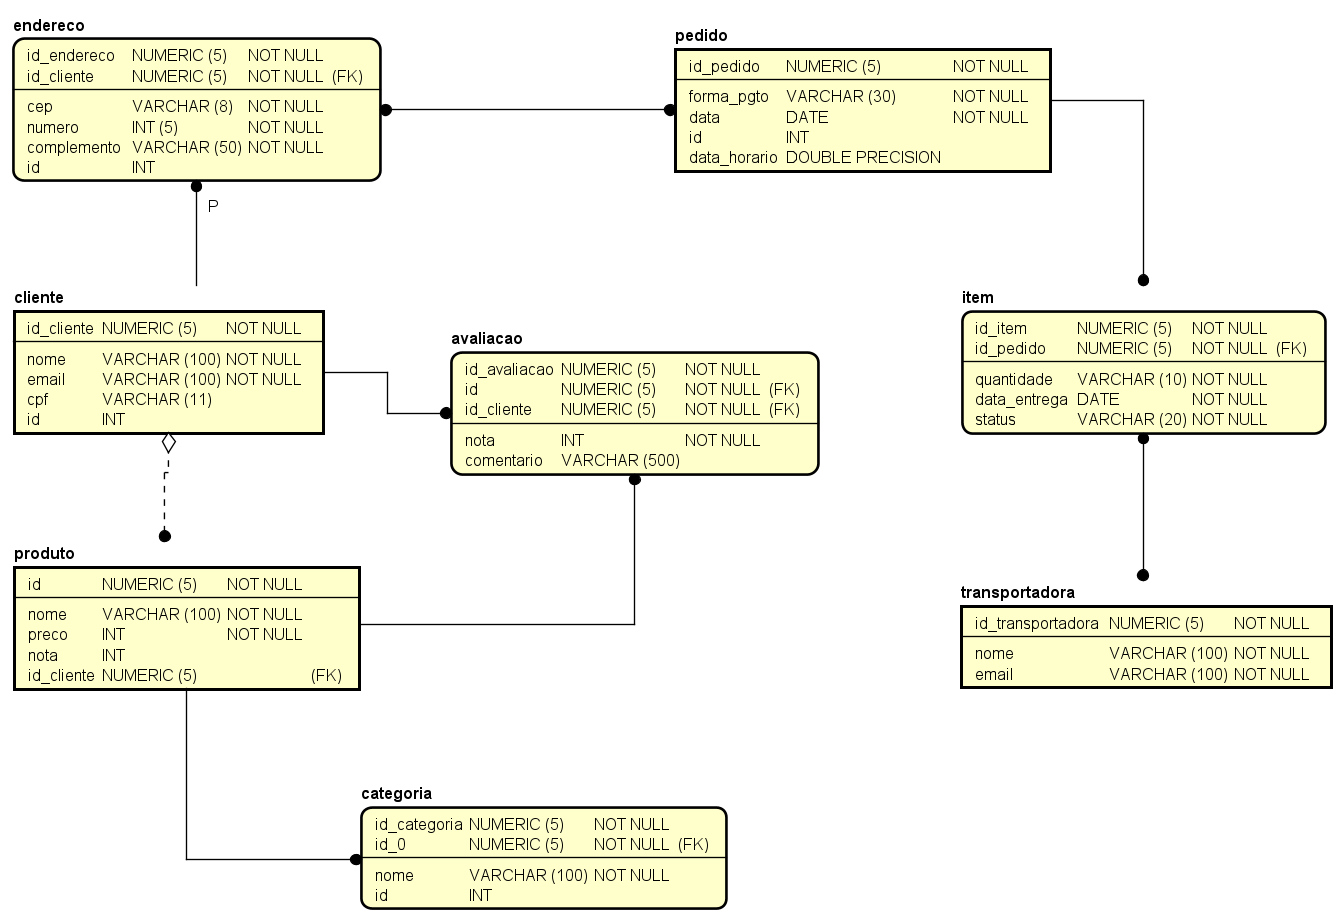 endereco
id_endereco NUMERIC (5) NOT NULL
id_cliente NUMERIC (5) NOT NULL (FK)
cep VARCHAR (8) NOT NULL
numero INT (5) NOT NULL
complemento VARCHAR (50) NOT NULL
id INT
P
pedido
id_pedido NUMERIC (5) NOT NULL
forma_pgto VARCHAR (30) NOT NULL
data DATE NOT NULL
id INT
data_horario DOUBLE PRECISION
cliente
id_cliente NUMERIC (5) NOT NULL
nome VARCHAR (100) NOT NULL
email VARCHAR (100) NOT NULL
cpf VARCHAR (11)
id INT
avaliacao
id_avaliacao NUMERIC (5) NOT NULL
id NUMERIC (5) NOT NULL (FK)
id_cliente NUMERIC (5) NOT NULL (FK)
nota INT NOT NULL
comentario VARCHAR (500)
item
id_item NUMERIC (5) NOT NULL
id_pedido NUMERIC (5) NOT NULL (FK)
quantidade VARCHAR (10) NOT NULL
data_entrega DATE NOT NULL
status VARCHAR (20) NOT NULL
produto
id NUMERIC (5) NOT NULL
nome VARCHAR (100) NOT NULL
preco INT NOT NULL
nota INT
id_cliente NUMERIC (5) (FK)
transportadora
id_transportadora NUMERIC (5) NOT NULL
nome VARCHAR (100) NOT NULL
email VARCHAR (100) NOT NULL
categoria
id_categoria NUMERIC (5) NOT NULL
id_0 NUMERIC (5) NOT NULL (FK)
nome VARCHAR (100) NOT NULL
id INT